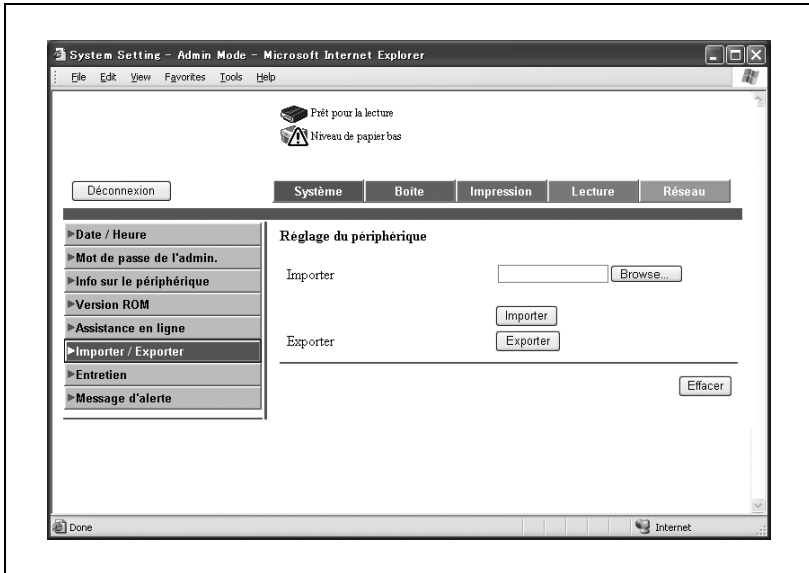 System Setting - Admin Mode - Microsoft Internet Explorer
File Edit View Favorites Tools Help
Prêt pour la lecture
Niveau de papier bas
Déconnexion
Système Boîte Impression Lecture Réseau
Date / Heure
Mot de passe de l'admin.
Info sur le périphérique
Version ROM
Assistance en ligne
Importer / Exporter
Entretien
Message d'alerte
Réglage du périphérique
Importer Browse...
Importer
Exporter Exporter
Effacer
Done Internet